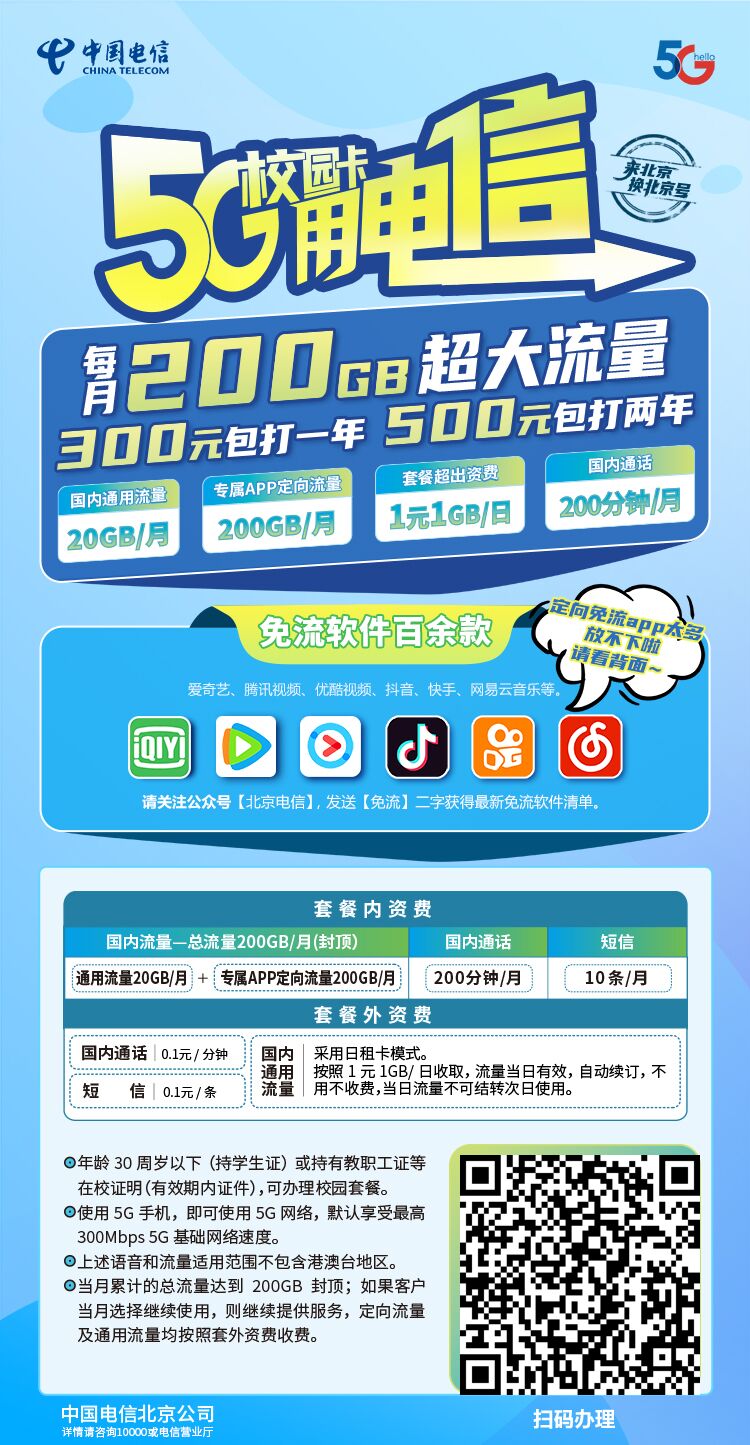 中国电信
CHINA TELECOM
5G hello
5G校园卡用电信
来北京
换北京号
每月200GB超大流量
300元包打一年 500元包打两年
国内通用流量
20GB/月
专属APP定向流量
200GB/月
套餐超出资费
1元1GB/日
国内通话
200分钟/月
免流软件百余款
定向免流app太多
放不下啦
请看背面~
爱奇艺、腾讯视频、优酷视频、抖音、快手、网易云音乐等。
iQIYI
请关注公众号【北京电信】,发送【免流】二字获得最新免流软件清单。
套餐内资费
国内流量—总流量200GB/月(封顶) 国内通话 短信
通用流量20GB/月 + 专属APP定向流量200GB/月 200分钟/月 10条/月
套餐外资费
国内通话 0.1元/分钟
短 信 0.1元/条
国内
通用
流量
采用日租卡模式。
按照1元1GB/日收取,流量当日有效,自动续订,不
用不收费,当日流量不可结转次日使用。
年龄30周岁以下(持学生证)或持有教职工证等
在校证明(有效期内证件),可办理校园套餐。
使用5G手机,即可使用5G网络,默认享受最高
300Mbps 5G基础网络速度。
上述语音和流量适用范围不包含港澳台地区。
当月累计的总流量达到 200GB 封顶;如果客户
当月选择继续使用,则继续提供服务,定向流量
及通用流量均按照套外资费收费。
中国电信北京公司
详情请咨询10000或电信营业厅
扫码办理